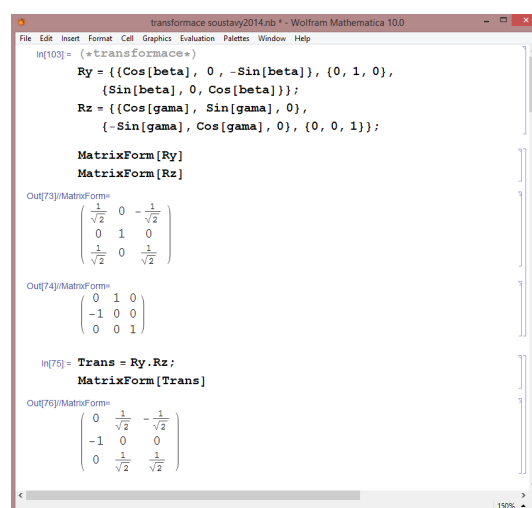 transformace soustavy2014.nb * - Wolfram Mathematica 10.0
File Edit Insert Format Cell Graphics Evaluation Palettes Window Help
In[103]:= (*transformace*)
Ry = {{Cos[beta], 0 , -Sin[beta]}, {0, 1, 0},
{Sin[beta], 0, Cos[beta]}};
Rz = {{Cos[gama], Sin[gama], 0},
{-Sin[gama], Cos[gama], 0}, {0, 0, 1}};
MatrixForm[Ry]
MatrixForm[Rz]
Out[73]//MatrixForm=
1/√2 0 -1/√2
0 1 0
1/√2 0 1/√2
Out[74]//MatrixForm=
0 1 0
-1 0 0
0 0 1
In[75]:= Trans = Ry.Rz;
MatrixForm[Trans]
Out[76]//MatrixForm=
0 1/√2 -1/√2
-1 0 0
0 1/√2 1/√2
150%